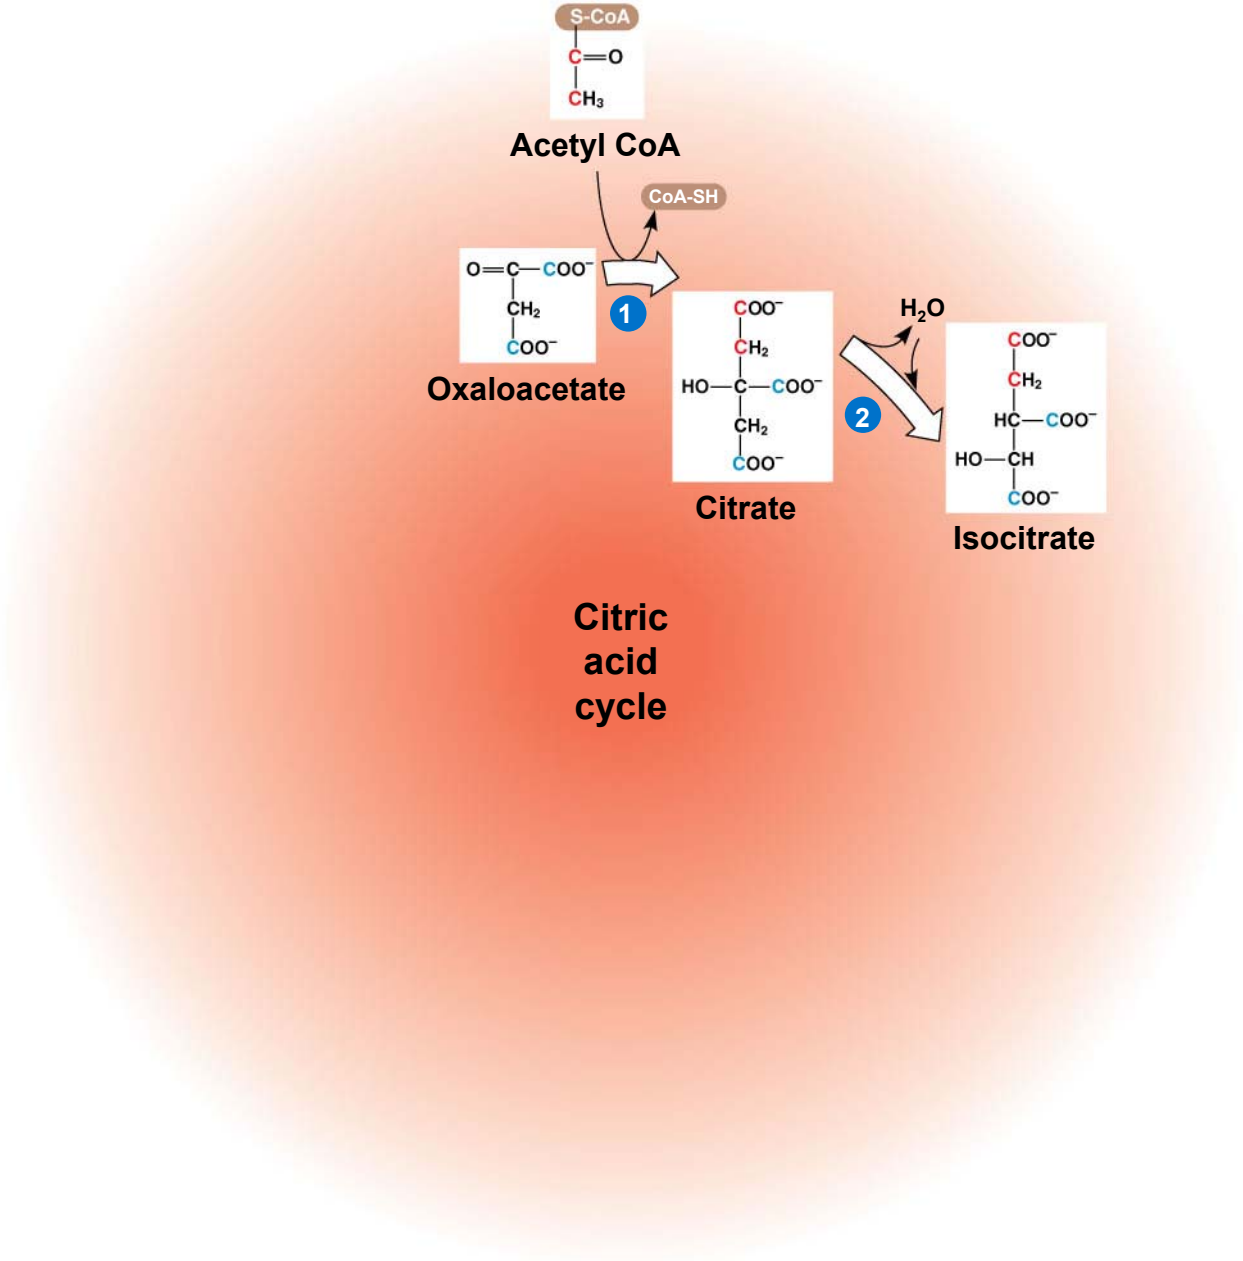 S-CoA
C=O
CH₃
Acetyl CoA
CoA-SH
O=C—COO⁻
CH₂
COO⁻
Oxaloacetate
1
COO⁻
CH₂
HO—C—COO⁻
CH₂
COO⁻
Citrate
H₂O
2
COO⁻
CH₂
HC—COO⁻
HO—CH
COO⁻
Isocitrate
Citric
acid
cycle